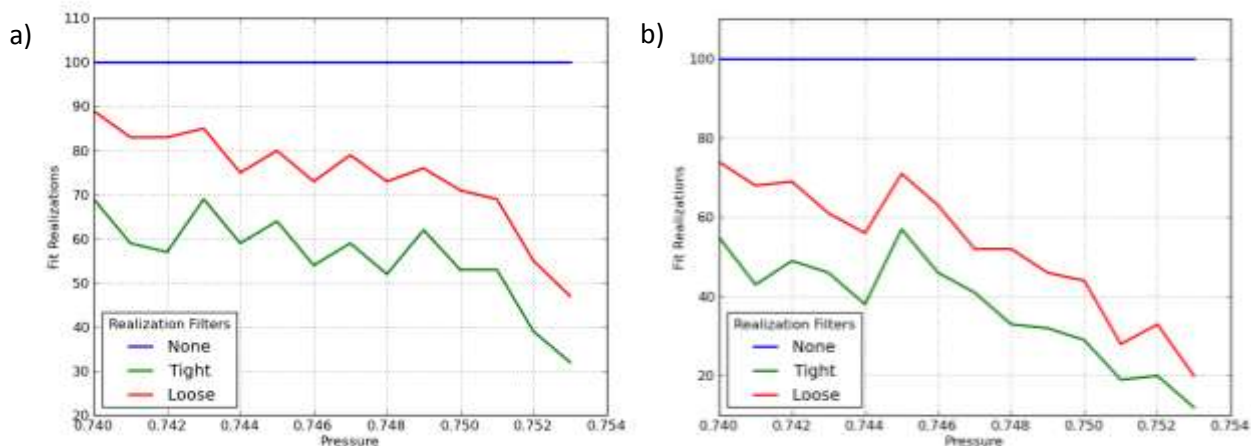 a)
110
100
90
80
70
60
50
40
30
20
Fit Realizations
Realization Filters
None
Tight
Loose
0.740 0.742 0.744 0.746 0.748 0.750 0.752 0.754
Pressure
b)
100
80
60
40
20
Fit Realizations
Realization Filters
None
Tight
Loose
0.740 0.742 0.744 0.746 0.748 0.750 0.752 0.754
Pressure